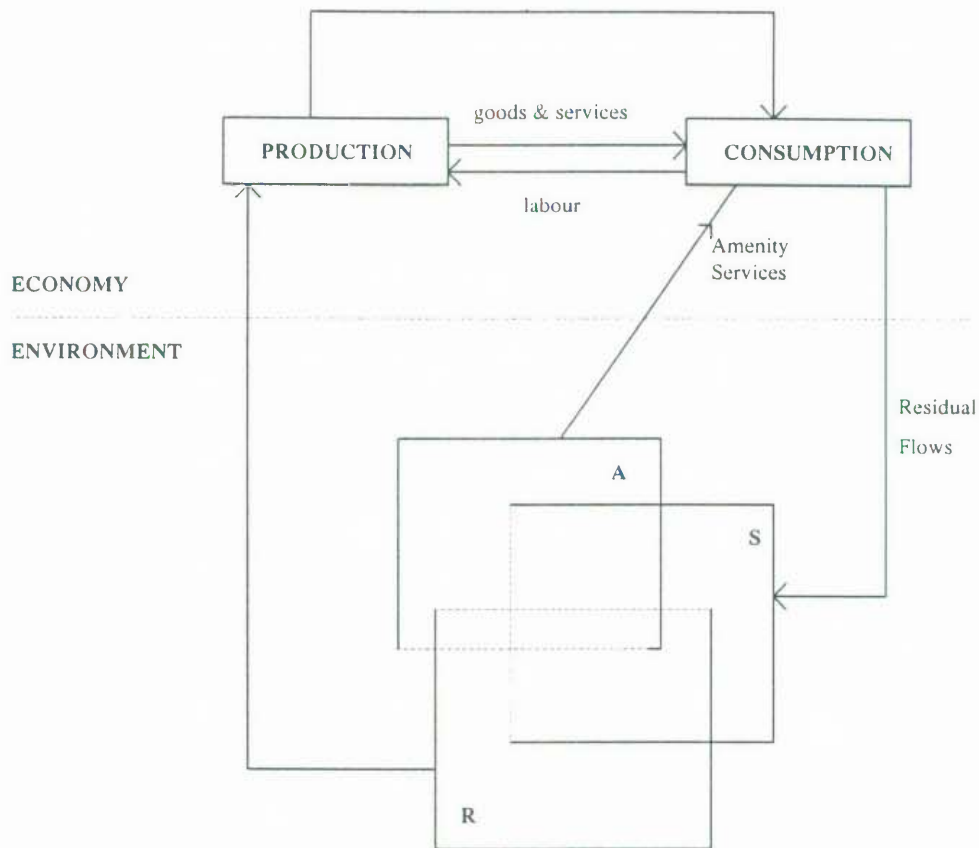 goods & services
PRODUCTION
CONSUMPTION
labour
Amenity
Services
ECONOMY
ENVIRONMENT
Residual
Flows
A
S
R